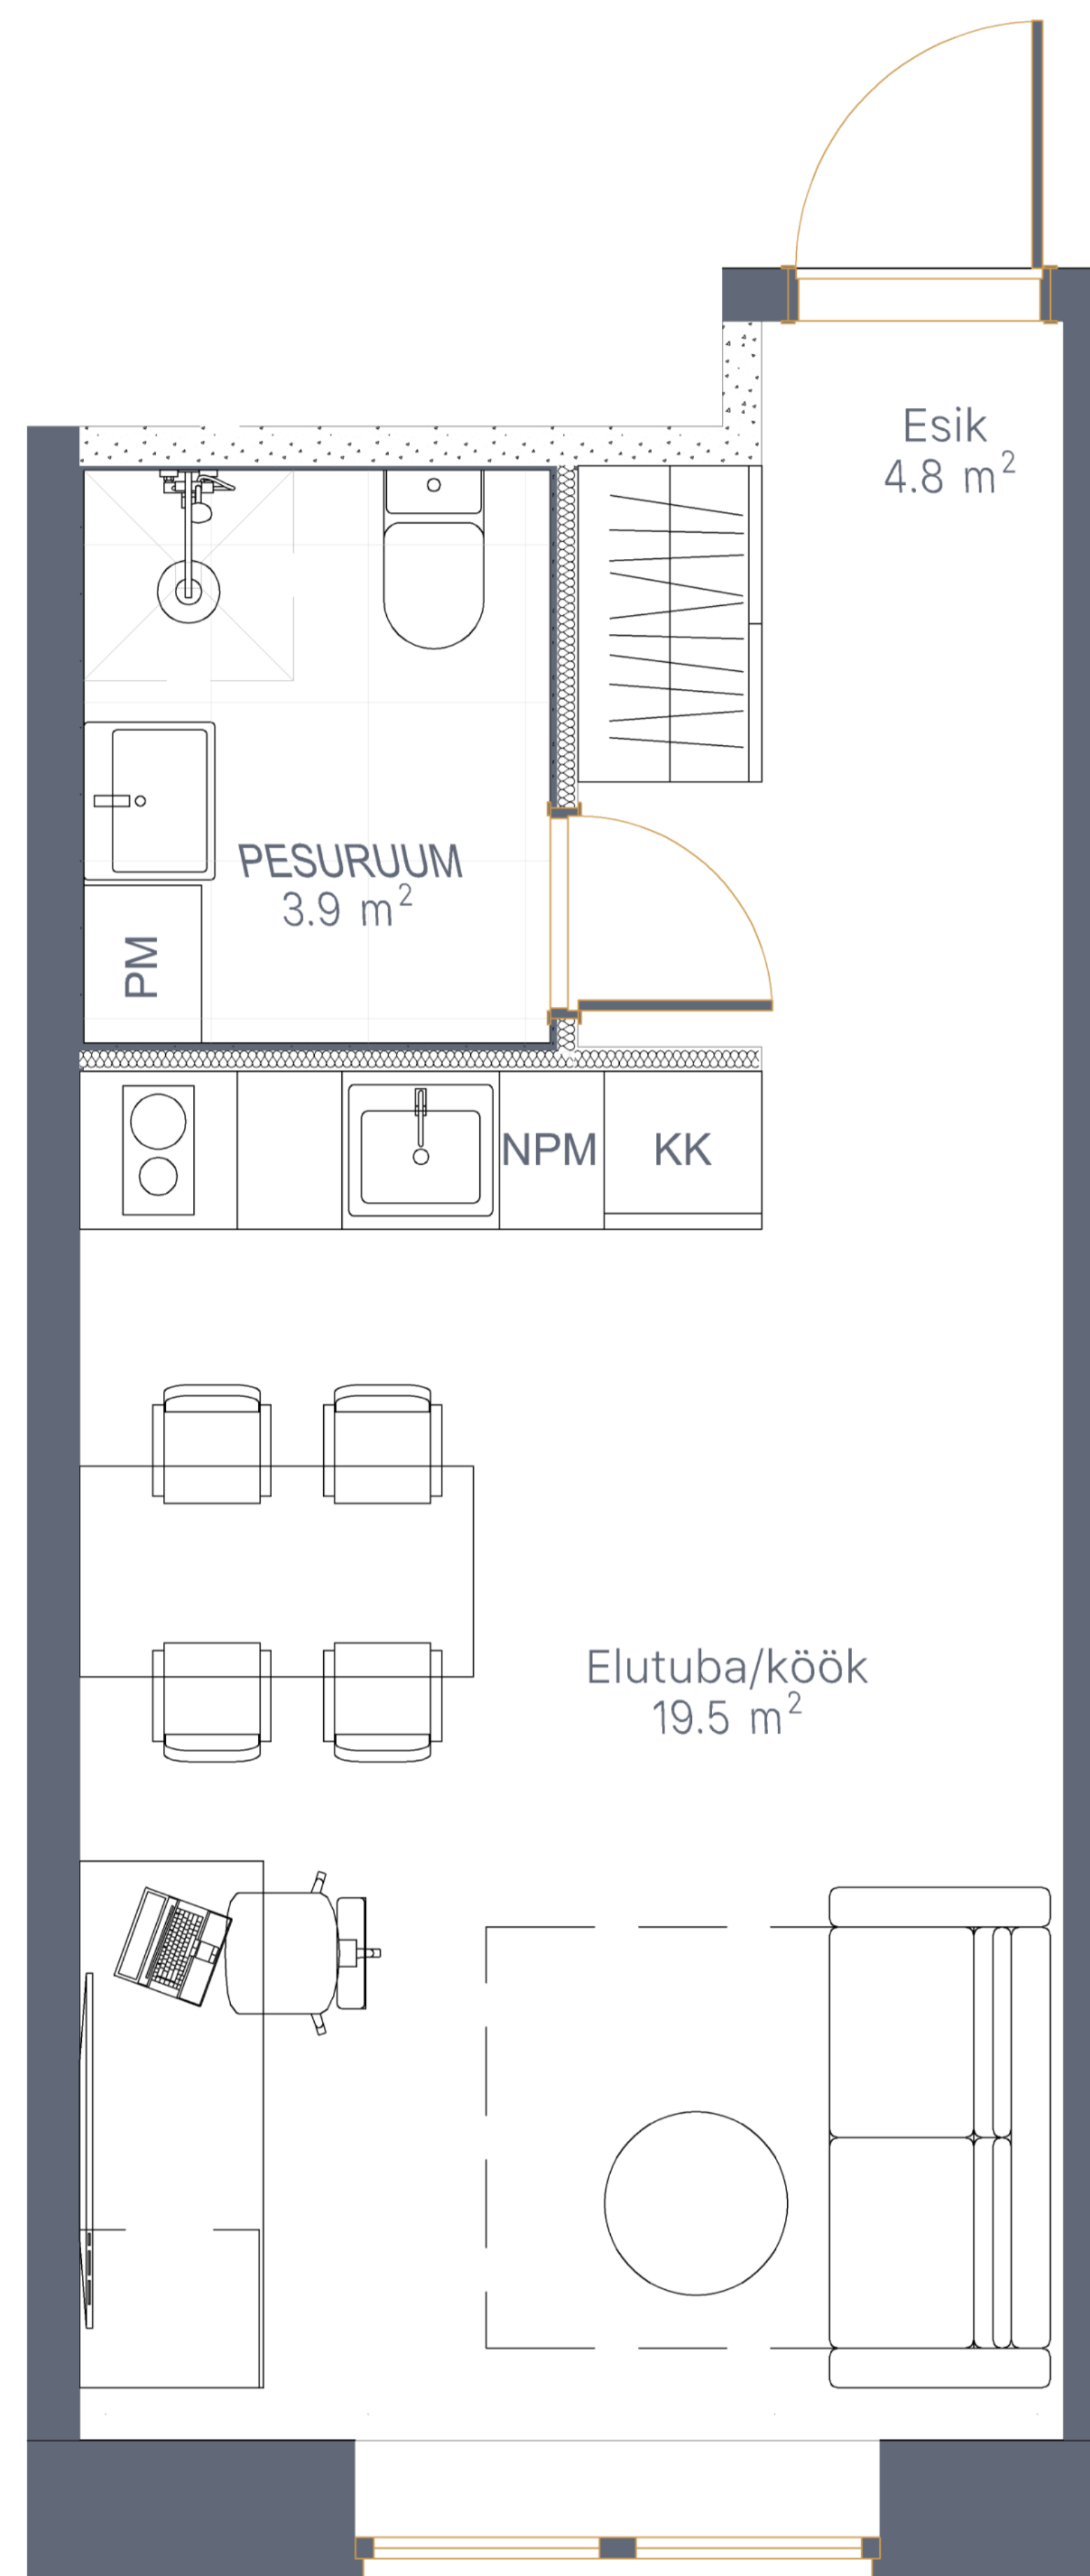 Esik
4.8 m²
PESURUUM
3.9 m²
PM
NPM
KK
Elutuba/köök
19.5 m²